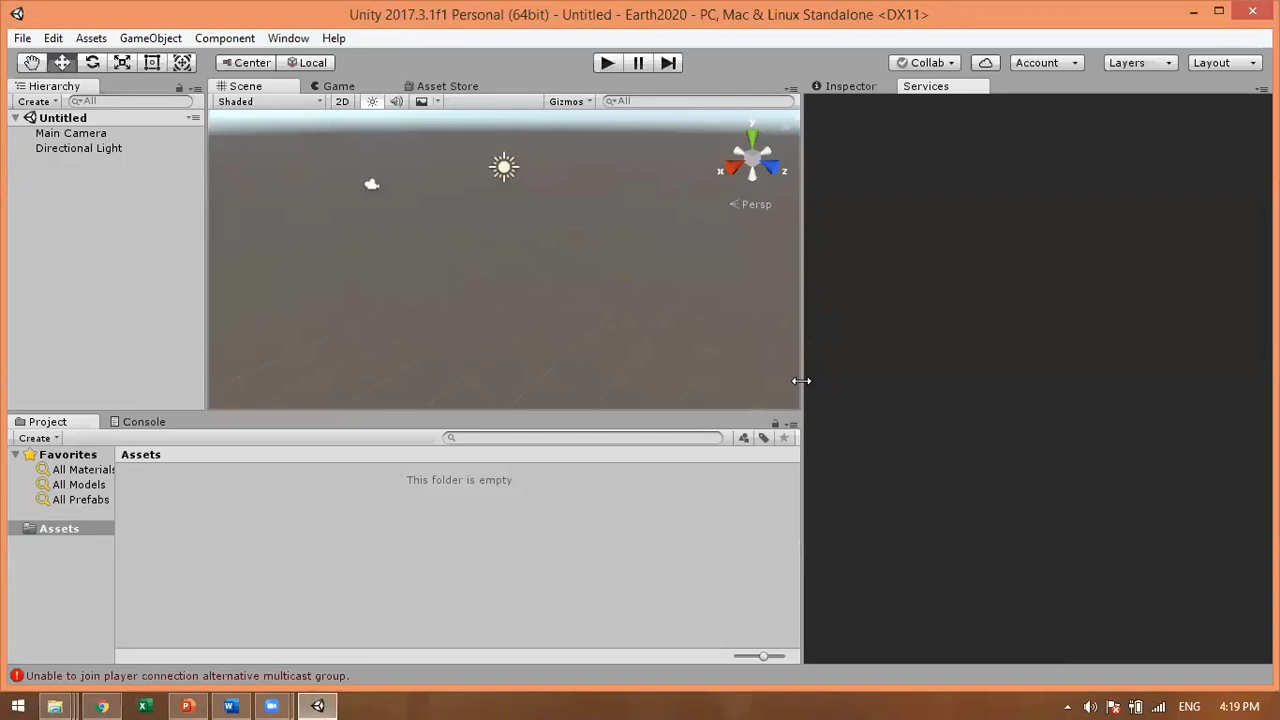 Unity 2017.3.1f1 Personal (64bit) - Untitled - Earth2020 - PC, Mac & Linux Standalone <DX11>
File Edit Assets GameObject Component Window Help
Center Local Collab Account Layers Layout
Hierarchy Scene Game Asset Store Inspector Services
Create All Shaded 2D Gizmos All
Untitled
Main Camera
Directional Light
y
x z
Persp
Project Console
Create
Favorites Assets
All Materials
All Models This folder is empty
All Prefabs
Assets
Unable to join player connection alternative multicast group.
ENG 4:19 PM